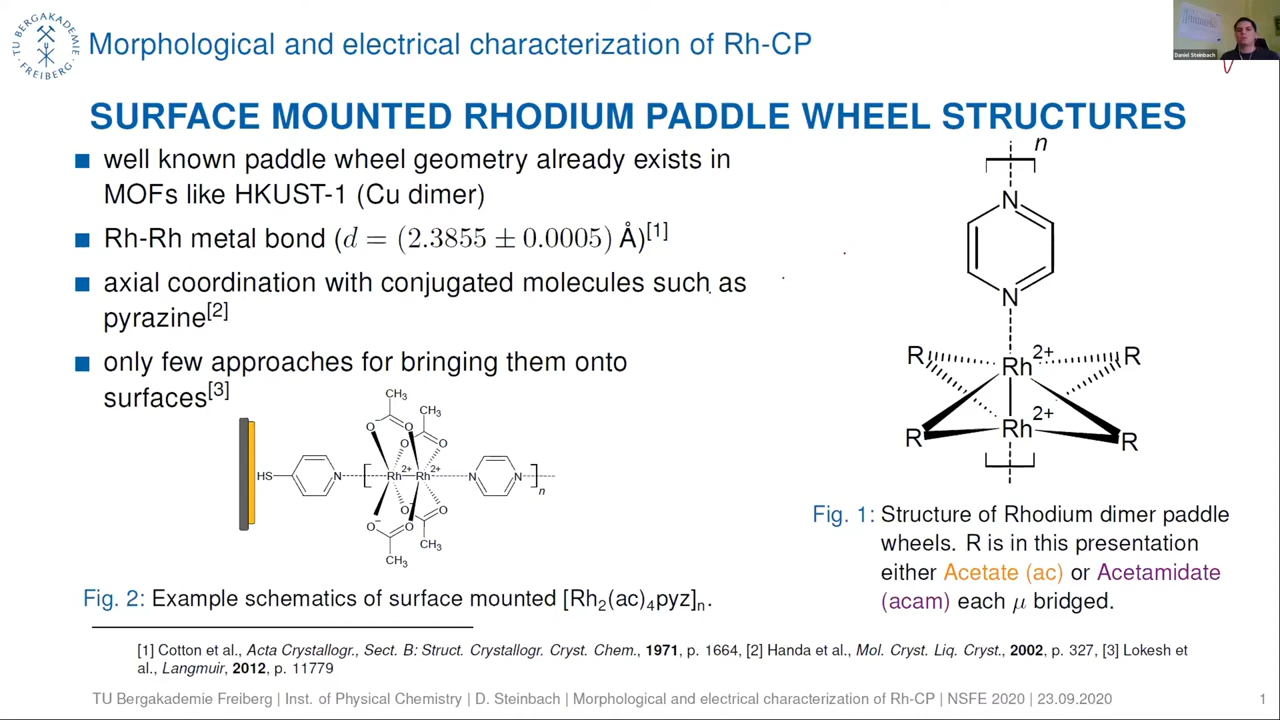 TU BERGAKADEMIE FREIBERG
Morphological and electrical characterization of Rh-CP
Daniel Steinbach
SURFACE MOUNTED RHODIUM PADDLE WHEEL STRUCTURES
well known paddle wheel geometry already exists in
MOFs like HKUST-1 (Cu dimer)
Rh-Rh metal bond (d = (2.3855 ± 0.0005) Å)[1]
axial coordination with conjugated molecules such as
pyrazine[2]
only few approaches for bringing them onto
surfaces[3]
CH3
CH3
O− O
O O
HS N Rh 2+ Rh 2+ N N n
O− O
O− O
CH3
CH3
Fig. 2: Example schematics of surface mounted [Rh2(ac)4pyz]n.
n
N
N
R Rh 2+ R
R Rh 2+ R
Fig. 1: Structure of Rhodium dimer paddle
wheels. R is in this presentation
either Acetate (ac) or Acetamidate
(acam) each μ bridged.
[1] Cotton et al., Acta Crystallogr., Sect. B: Struct. Crystallogr. Cryst. Chem., 1971, p. 1664, [2] Handa et al., Mol. Cryst. Liq. Cryst., 2002, p. 327, [3] Lokesh et
al., Langmuir, 2012, p. 11779
TU Bergakademie Freiberg | Inst. of Physical Chemistry | D. Steinbach | Morphological and electrical characterization of Rh-CP | NSFE 2020 | 23.09.2020 1